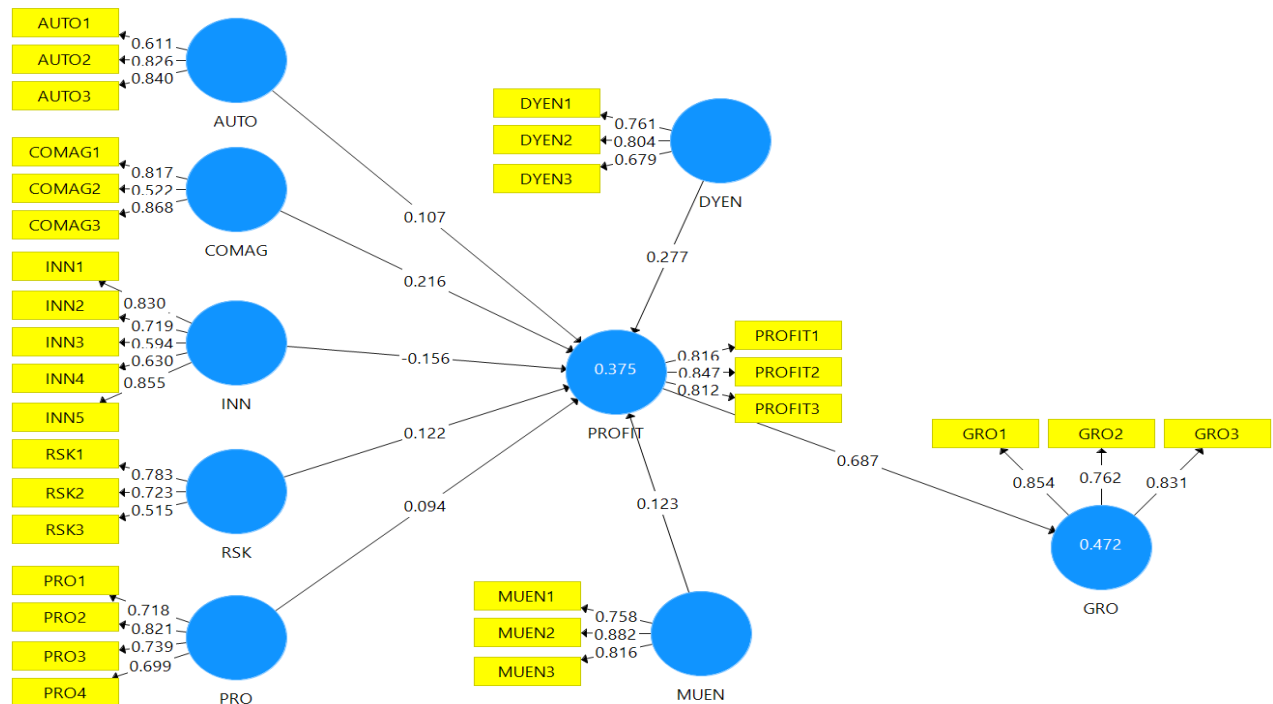 AUTO1
AUTO2
AUTO3
0.611
0.826
0.840
AUTO
COMAG1
COMAG2
COMAG3
0.817
0.522
0.868
COMAG
INN1
INN2
INN3
INN4
INN5
0.830
0.719
0.594
0.630
0.855
INN
RSK1
RSK2
RSK3
0.783
0.723
0.515
RSK
PRO1
PRO2
PRO3
PRO4
0.718
0.821
0.739
0.699
PRO
0.107
0.216
-0.156
0.122
0.094
DYEN1
DYEN2
DYEN3
0.761
0.804
0.679
DYEN
0.277
0.375
PROFIT
0.816
0.847
0.812
PROFIT1
PROFIT2
PROFIT3
0.123
MUEN1
MUEN2
MUEN3
0.758
0.882
0.816
MUEN
0.687
GRO1
GRO2
GRO3
0.854
0.762
0.831
0.472
GRO